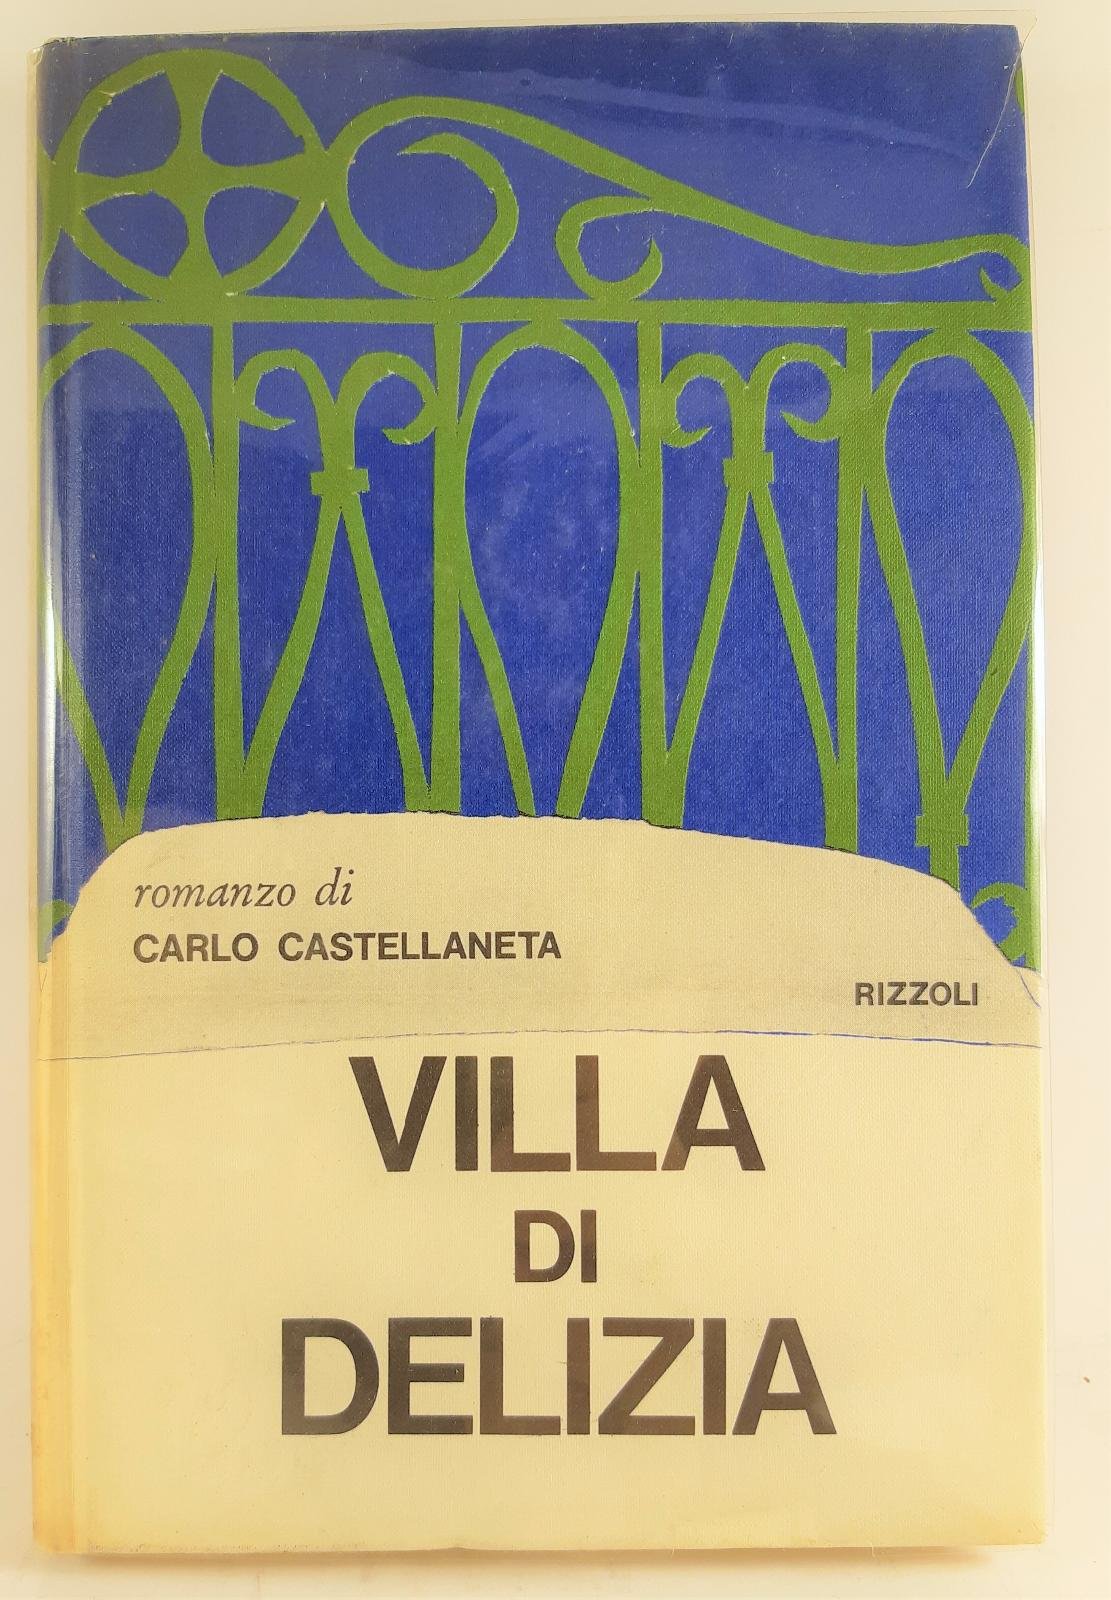 romanzo di
CARLO CASTELLANETA
RIZZOLI
VILLA
DI
DELIZIA